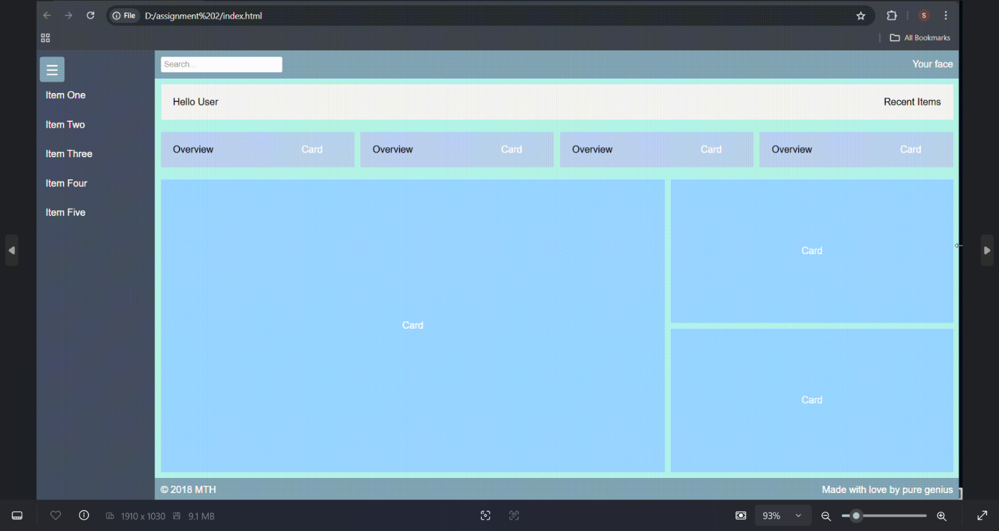 File D:/assignment%202/index.html S
All Bookmarks
Search... Your face
Item One
Item Two
Item Three
Item Four
Item Five
Hello User Recent Items
Overview Card Overview Card Overview Card Overview Card
Card
Card
Card
© 2018 MTH Made with love by pure genius
1910 x 1030 9.1 MB 93%